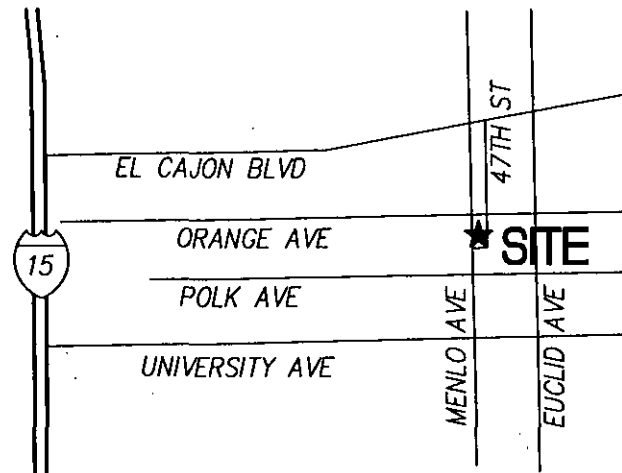 47TH ST
EL CAJON BLVD
ORANGE AVE
SITE
15
POLK AVE
MENLO AVE
EUCLID AVE
UNIVERSITY AVE